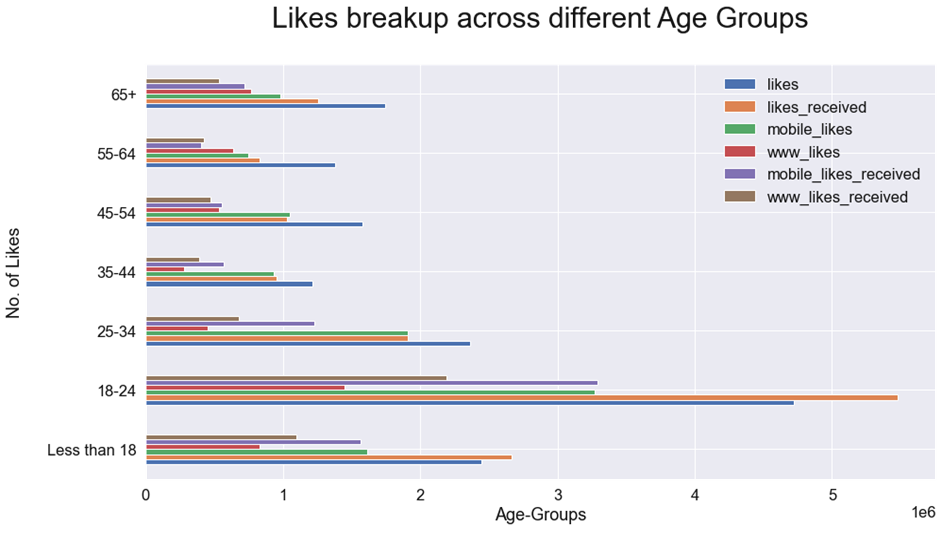 Likes breakup across different Age Groups
likes
likes_received
mobile_likes
www_likes
mobile_likes_received
www_likes_received
No. of Likes
65+
55-64
45-54
35-44
25-34
18-24
Less than 18
0 1 2 3 4 5
1e6
Age-Groups